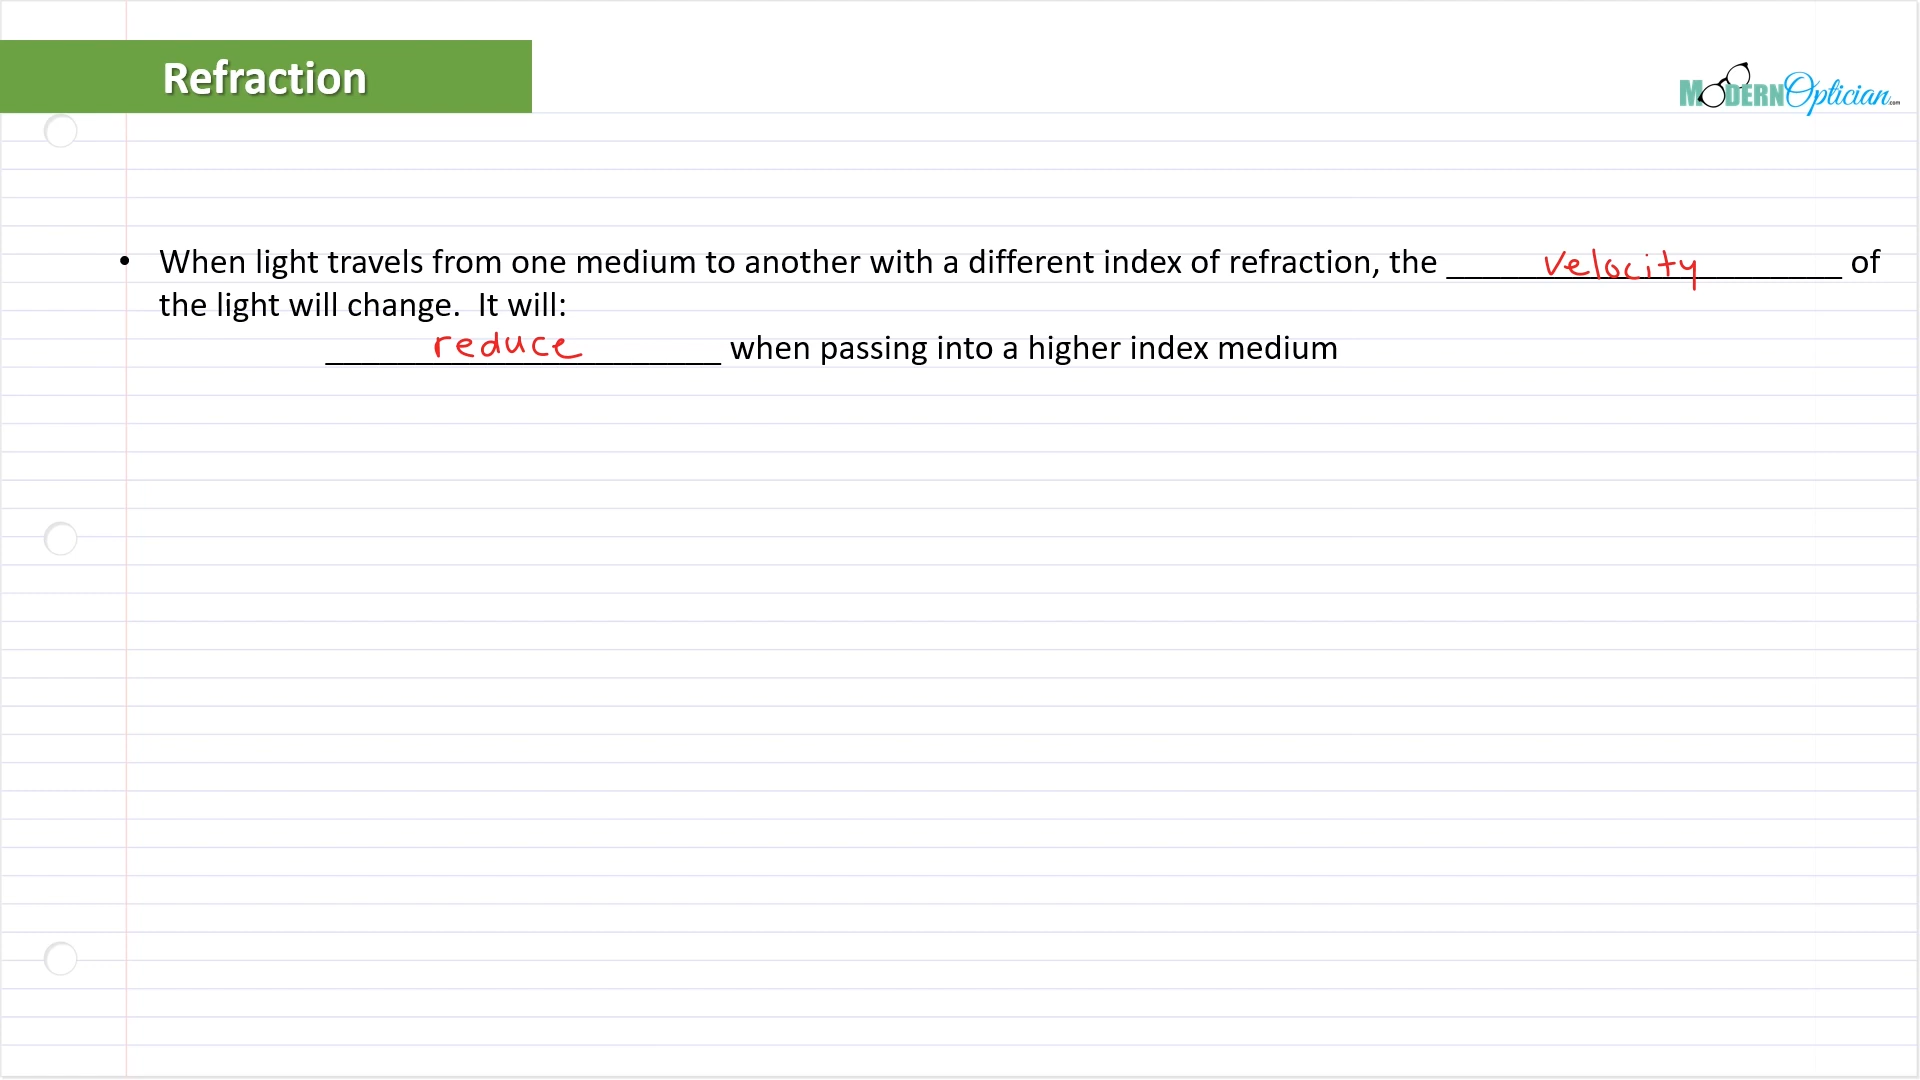 Refraction
MODERNOptician.com
• When light travels from one medium to another with a different index of refraction, the velocity of
the light will change. It will:
reduce when passing into a higher index medium